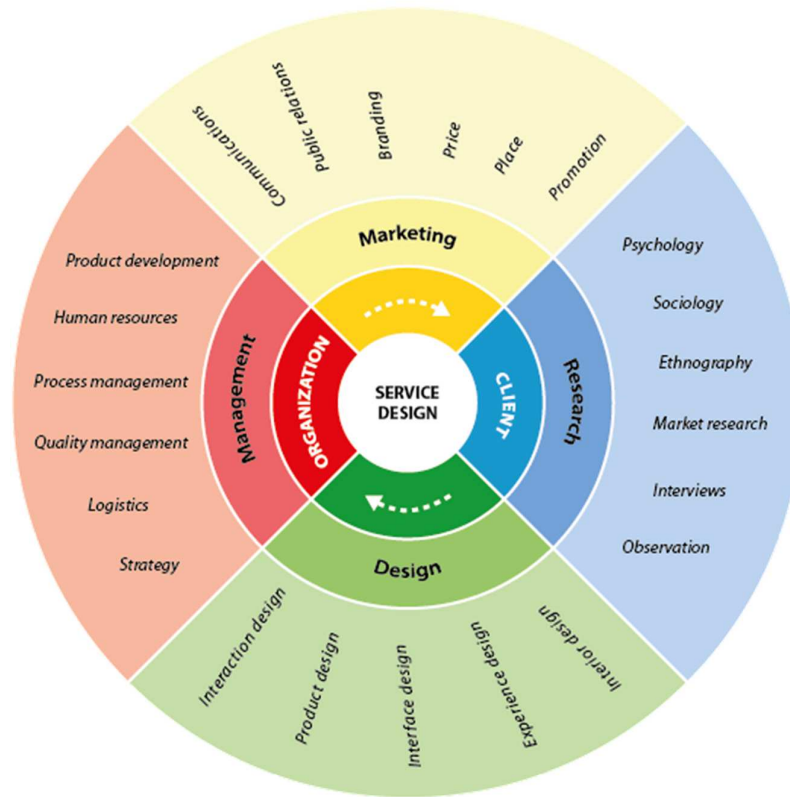 Communications
Public relations
Branding
Price
Place
Promotion
Marketing
Product development
Human resources
Process management
Quality management
Logistics
Strategy
Management
ORGANIZATION
SERVICE
DESIGN
CLIENT
Research
Psychology
Sociology
Ethnography
Market research
Interviews
Observation
Design
Interaction design
Product design
Interface design
Experience design
Interior design